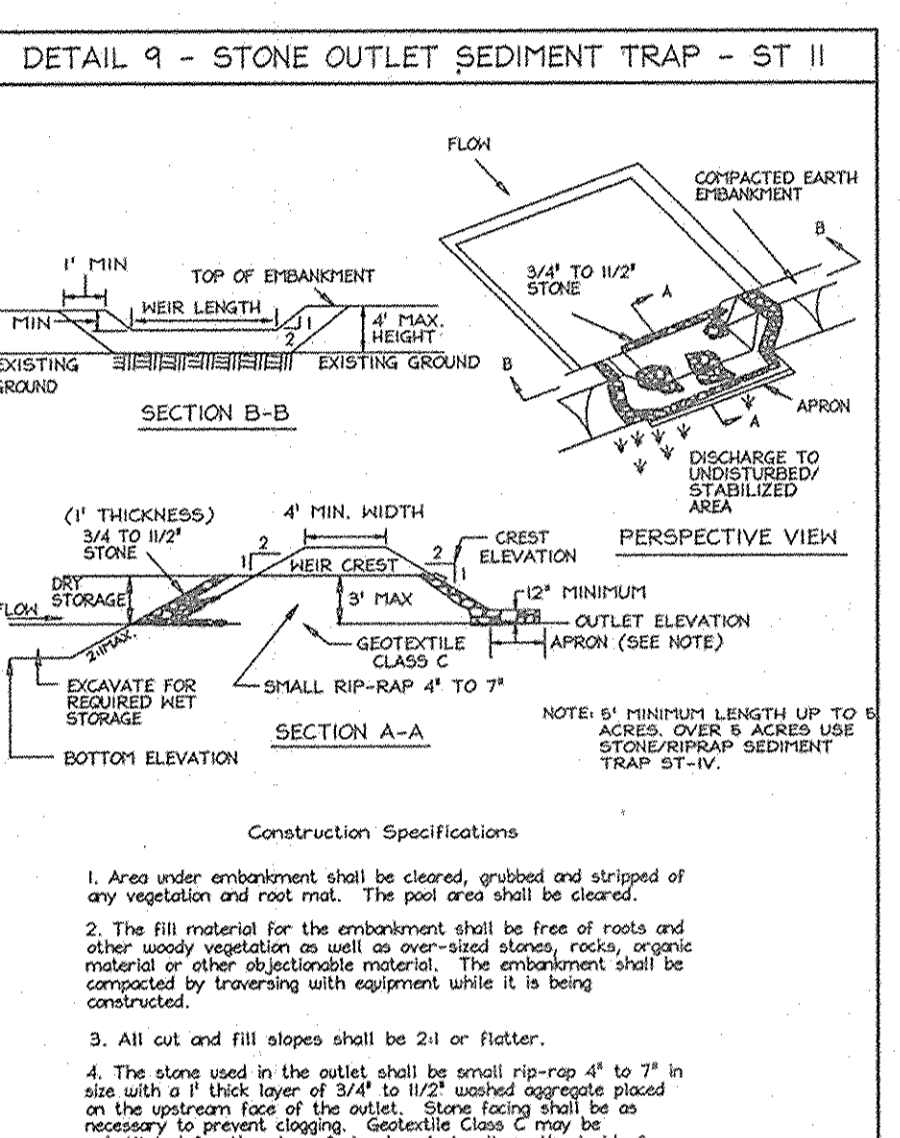 DETAIL 9 - STONE OUTLET SEDIMENT TRAP - ST II
FLOW
COMPACTED EARTH
EMBANKMENT
B
1' MIN
TOP OF EMBANKMENT
3/4" TO 11/2"
STONE
A
WEIR LENGTH
MIN
1
2
4' MAX.
HEIGHT
EXISTING
GROUND
EXISTING GROUND
B
APRON
A
SECTION B-B
DISCHARGE TO
UNDISTURBED/
STABILIZED
AREA
PERSPECTIVE VIEW
(1' THICKNESS)
3/4 TO 11/2"
STONE
4' MIN. WIDTH
2
1
WEIR CREST
2
1
CREST
ELEVATION
DRY
STORAGE
FLOW
3' MAX
12" MINIMUM
OUTLET ELEVATION
APRON (SEE NOTE)
2:1 MAX.
GEOTEXTILE
CLASS C
EXCAVATE FOR
REQUIRED WET
STORAGE
SMALL RIP-RAP 4" TO 7"
SECTION A-A
BOTTOM ELEVATION
NOTE: 5' MINIMUM LENGTH UP TO 5
ACRES. OVER 5 ACRES USE
STONE/RIPRAP SEDIMENT
TRAP ST-IV.
Construction Specifications
1. Area under embankment shall be cleared, grubbed and stripped of
any vegetation and root mat. The pool area shall be cleared.
2. The fill material for the embankment shall be free of roots and
other woody vegetation as well as over-sized stones, rocks, organic
material or other objectionable material. The embankment shall be
compacted by traversing with equipment while it is being
constructed.
3. All cut and fill slopes shall be 2:1 or flatter.
4. The stone used in the outlet shall be small rip-rap 4" to 7" in
size with a 1' thick layer of 3/4" to 11/2" washed aggregate placed
on the upstream face of the outlet. Stone facing shall be as
necessary to prevent clogging. Geotextile Class C may be